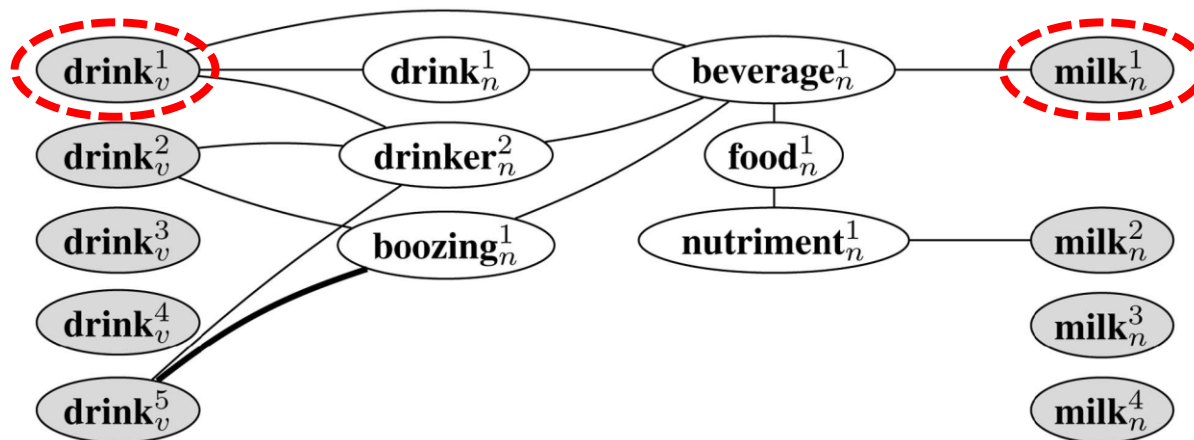 drink¹ᵥ drink¹ₙ beverage¹ₙ milk¹ₙ
drink²ᵥ drinker²ₙ food¹ₙ
drink³ᵥ boozing¹ₙ nutriment¹ₙ milk²ₙ
drink⁴ᵥ milk³ₙ
drink⁵ᵥ milk⁴ₙ